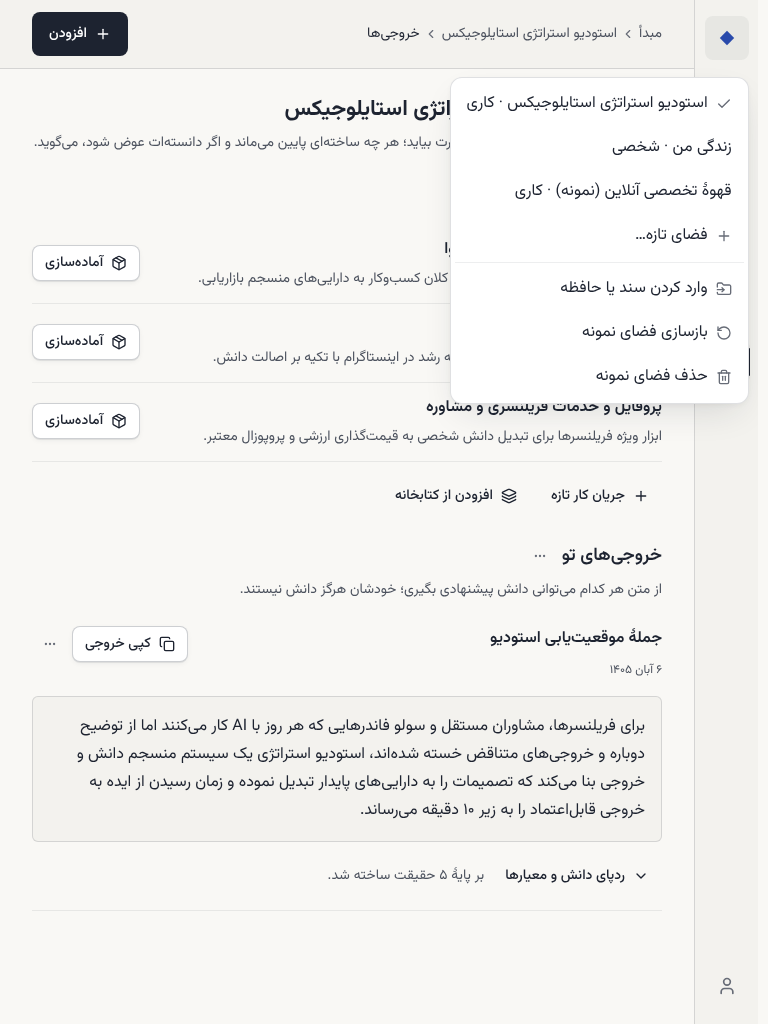 مبدأ
استودیو استراتژی استایلوجیکس
خروجی‌ها
افزودن
استودیو استراتژی استایلوجیکس · کاری
زندگی من · شخصی
قهوهٔ تخصصی آنلاین (نمونه) · کاری
فضای تازه...
وارد کردن سند یا حافظه
بازسازی فضای نمونه
حذف فضای نمونه
استایلوجیکس
بیاید؛ هر چه ساخته‌ای پایین می‌ماند و اگر دانسته‌ات عوض شود، می‌گوید.
آماده‌سازی
کلان کسب‌وکار به دارایی‌های منسجم بازاریابی.
آماده‌سازی
رشد در اینستاگرام با تکیه بر اصالت دانش.
آماده‌سازی
پروفایل و خدمات فریلنسری و مشاوره
ابزار ویژه فریلنسرها برای تبدیل دانش شخصی به قیمت‌گذاری ارزشی و پروپوزال معتبر.
جریان کار تازه
افزودن از کتابخانه
خروجی‌های تو
از متن هر کدام می‌توانی دانش پیشنهادی بگیری؛ خودشان هرگز دانش نیستند.
جملهٔ موقعیت‌یابی استودیو
کپی خروجی
۶ آبان ۱۴۰۵
برای فریلنسرها، مشاوران مستقل و سولو فاندرهایی که هر روز با AI کار می‌کنند اما از توضیح
دوباره و خروجی‌های متناقض خسته شده‌اند، استودیو استراتژی یک سیستم منسجم دانش و
خروجی بنا می‌کند که تصمیمات را به دارایی‌های پایدار تبدیل نموده و زمان رسیدن از ایده به
خروجی قابل‌اعتماد را به زیر ۱۰ دقیقه می‌رساند.
ردپای دانش و معیارها
بر پایهٔ ۵ حقیقت ساخته شد.